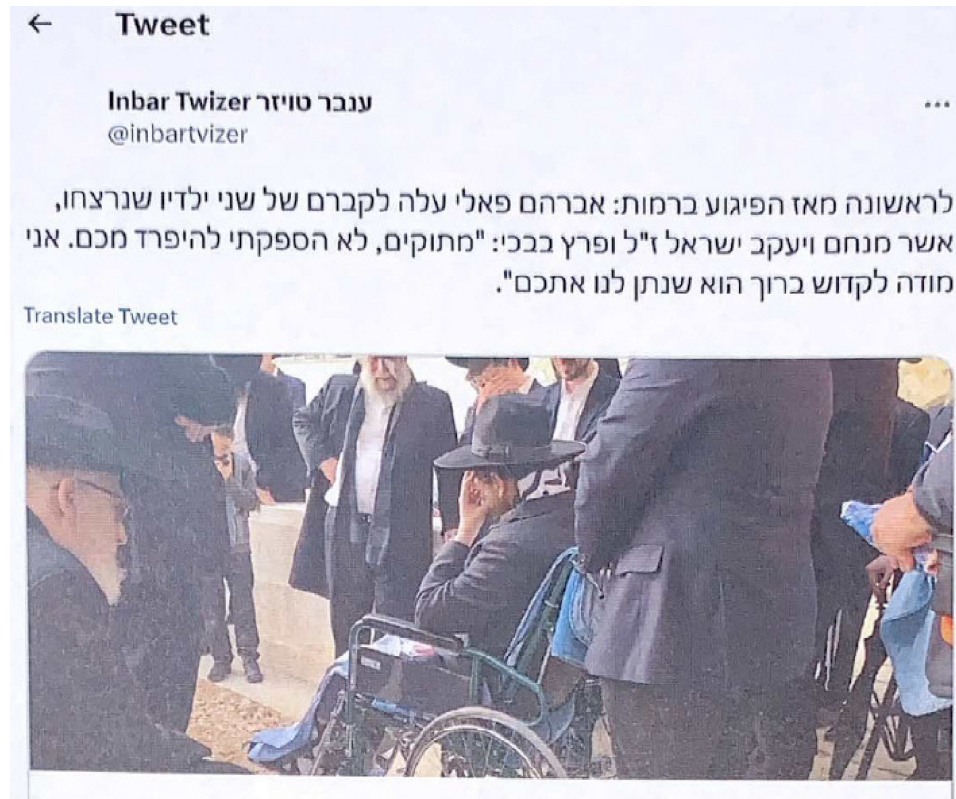 ← Tweet
Inbar Twizer ענבר טויזר
@inbartvizer
לראשונה מאז הפיגוע ברמות: אברהם פאלי עלה לקברם של שני ילדיו שנרצחו,
אשר מנחם ויעקב ישראל ז"ל ופרץ בבכי: "מתוקים, לא הספקתי להיפרד מכם. אני
מודה לקדוש ברוך הוא שנתן לנו אתכם".
Translate Tweet